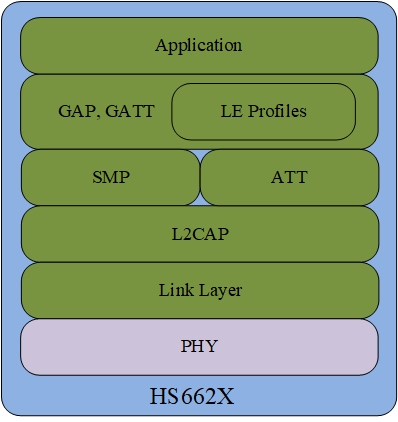 Application
GAP, GATT LE Profiles
SMP ATT
L2CAP
Link Layer
PHY
HS662X